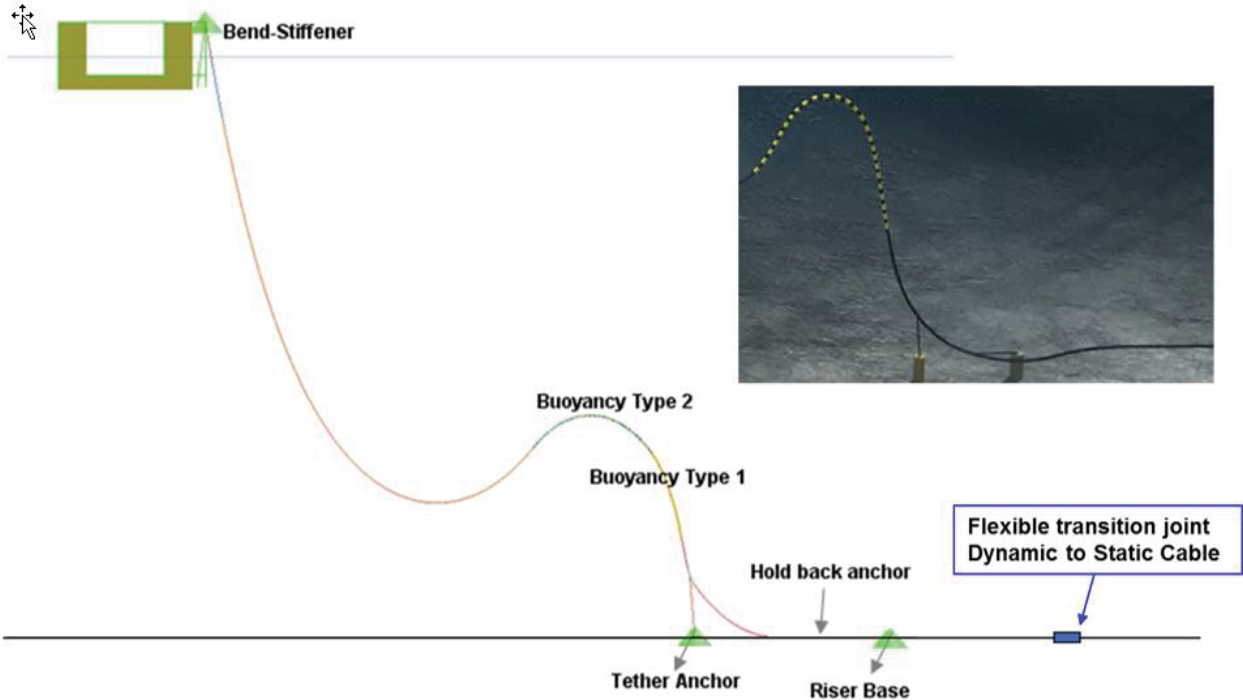 Bend-Stiffener
Buoyancy Type 2
Buoyancy Type 1
Flexible transition joint
Dynamic to Static Cable
Hold back anchor
Tether Anchor
Riser Base